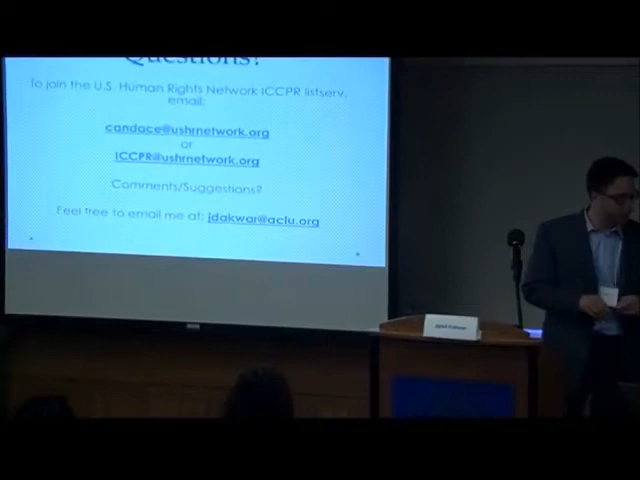 Questions?
To join the U.S. Human Rights Network ICCPR listserv,
email:
candace@ushrnetwork.org
or
ICCPR@ushrnetwork.org
Comments/Suggestions?
Feel free to email me at: jdakwar@aclu.org